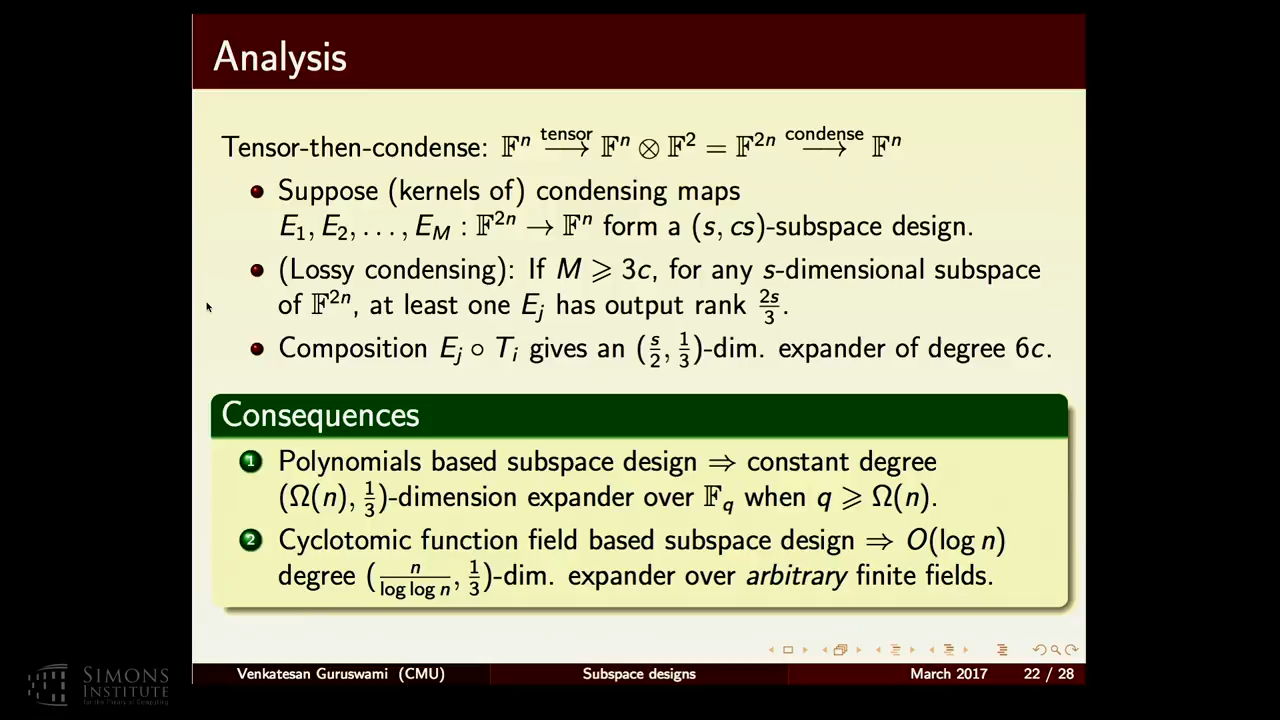 Analysis
Tensor-then-condense: 𝔽ⁿ —tensor→ 𝔽ⁿ ⊗ 𝔽² = 𝔽²ⁿ —condense→ 𝔽ⁿ
• Suppose (kernels of) condensing maps
E₁, E₂, . . . , E_M : 𝔽²ⁿ → 𝔽ⁿ form a (s, cs)-subspace design.
• (Lossy condensing): If M ⩾ 3c, for any s-dimensional subspace
of 𝔽²ⁿ, at least one E_j has output rank 2s/3.
• Composition E_j ∘ T_i gives an (s/2, 1/3)-dim. expander of degree 6c.
Consequences
1 Polynomials based subspace design ⇒ constant degree
(Ω(n), 1/3)-dimension expander over 𝔽_q when q ⩾ Ω(n).
2 Cyclotomic function field based subspace design ⇒ O(log n)
degree (n/log log n, 1/3)-dim. expander over arbitrary finite fields.
Venkatesan Guruswami (CMU) Subspace designs March 2017 22 / 28
SIMONS
INSTITUTE
for the Theory of Computing